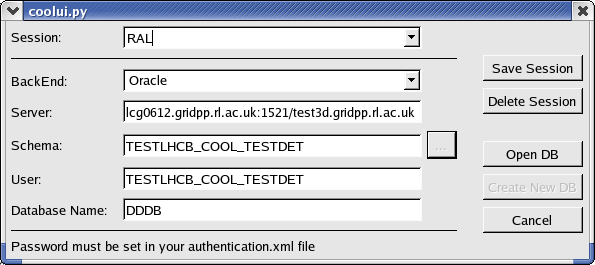 coolui.py
Session: RAL
BackEnd: Oracle
Save Session
Server: lcg0612.gridpp.rl.ac.uk:1521/test3d.gridpp.rl.ac.uk
Delete Session
Schema: TESTLHCB_COOL_TESTDET ...
Open DB
User: TESTLHCB_COOL_TESTDET
Create New DB
Database Name: DDDB
Cancel
Password must be set in your authentication.xml file